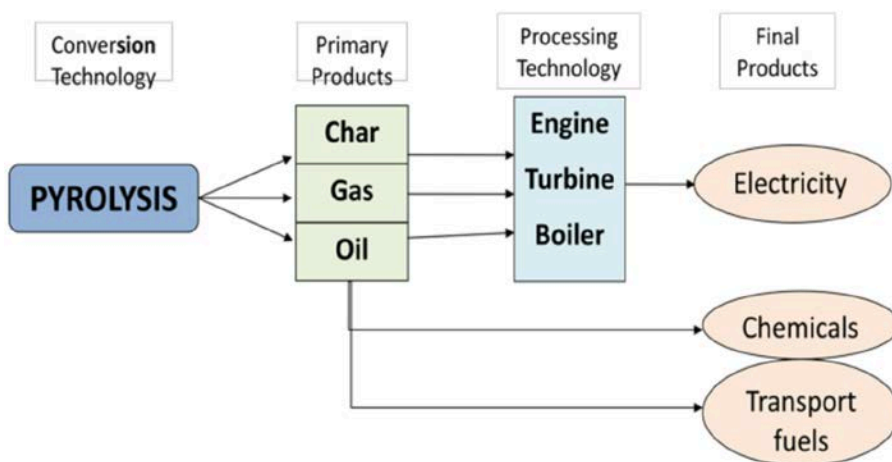 Conversion
Technology
Primary
Products
Processing
Technology
Final
Products
PYROLYSIS
Char
Gas
Oil
Engine
Turbine
Boiler
Electricity
Chemicals
Transport
fuels